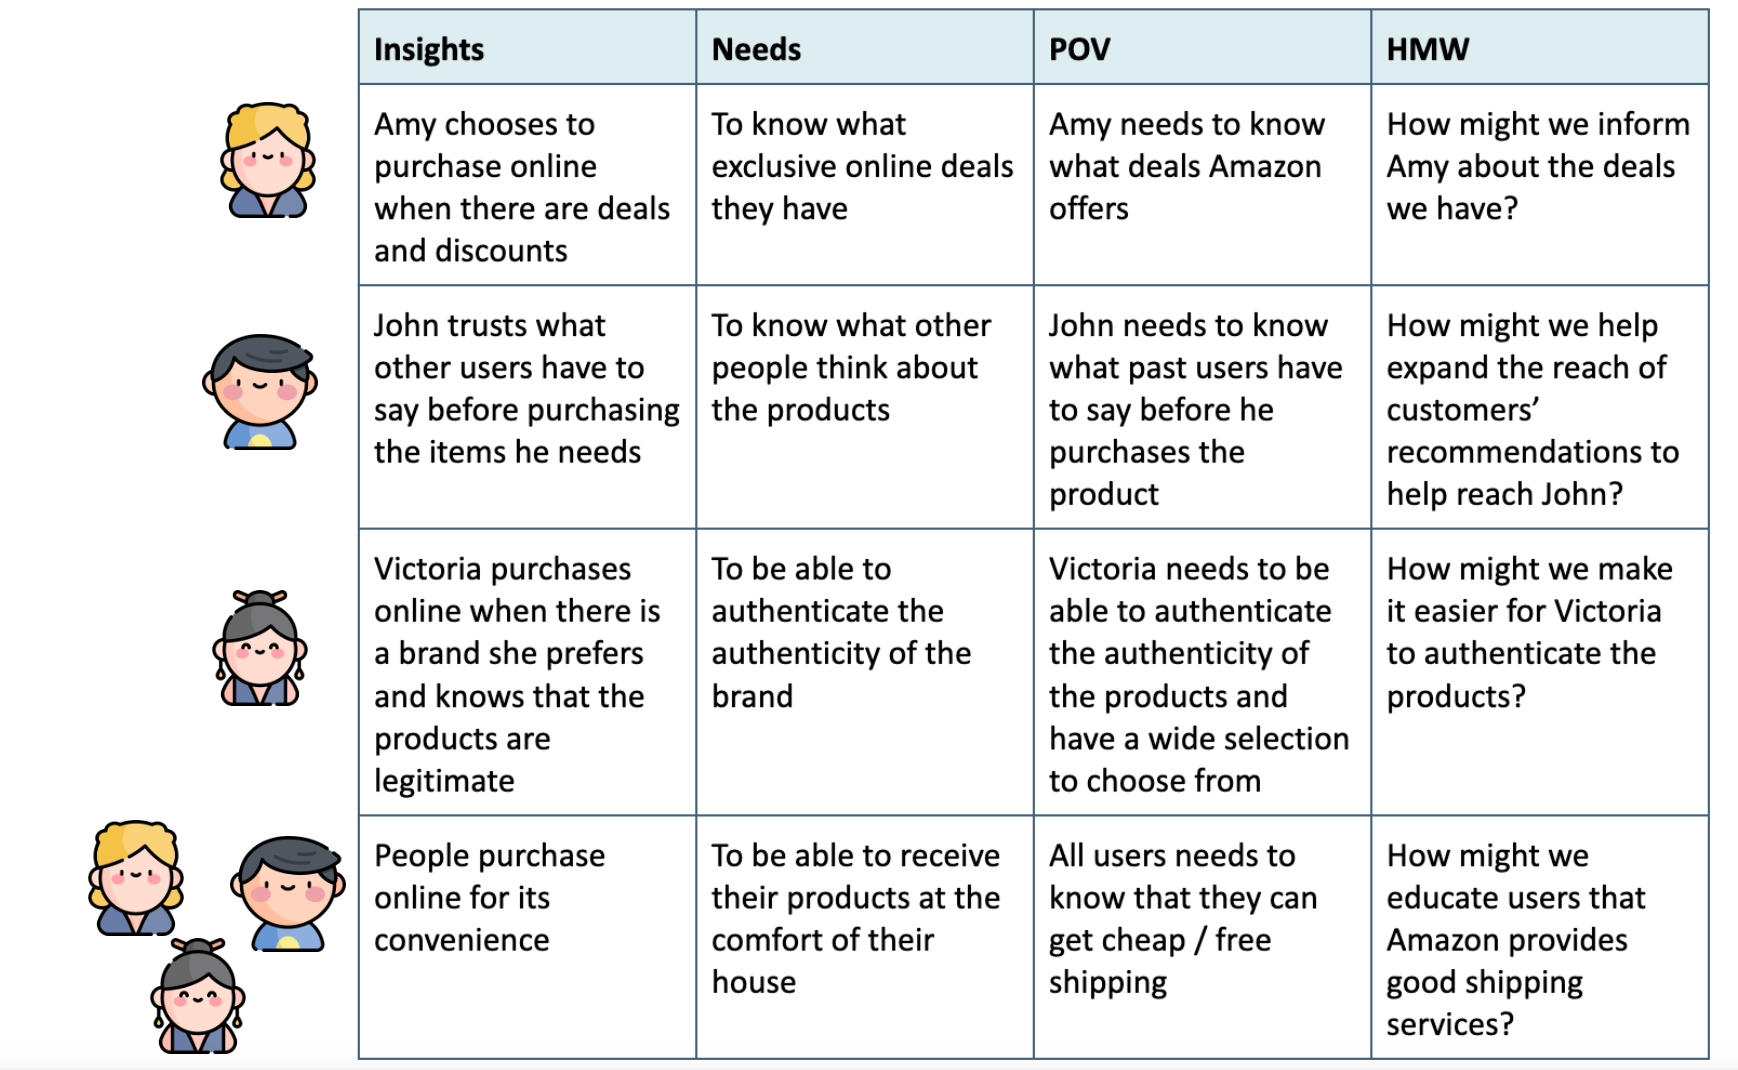 Insights
Needs
POV
HMW
Amy chooses to
purchase online
when there are deals
and discounts
To know what
exclusive online deals
they have
Amy needs to know
what deals Amazon
offers
How might we inform
Amy about the deals
we have?
John trusts what
other users have to
say before purchasing
the items he needs
To know what other
people think about
the products
John needs to know
what past users have
to say before he
purchases the
product
How might we help
expand the reach of
customers’
recommendations to
help reach John?
Victoria purchases
online when there is
a brand she prefers
and knows that the
products are
legitimate
To be able to
authenticate the
authenticity of the
brand
Victoria needs to be
able to authenticate
the authenticity of
the products and
have a wide selection
to choose from
How might we make
it easier for Victoria
to authenticate the
products?
People purchase
online for its
convenience
To be able to receive
their products at the
comfort of their
house
All users needs to
know that they can
get cheap / free
shipping
How might we
educate users that
Amazon provides
good shipping
services?